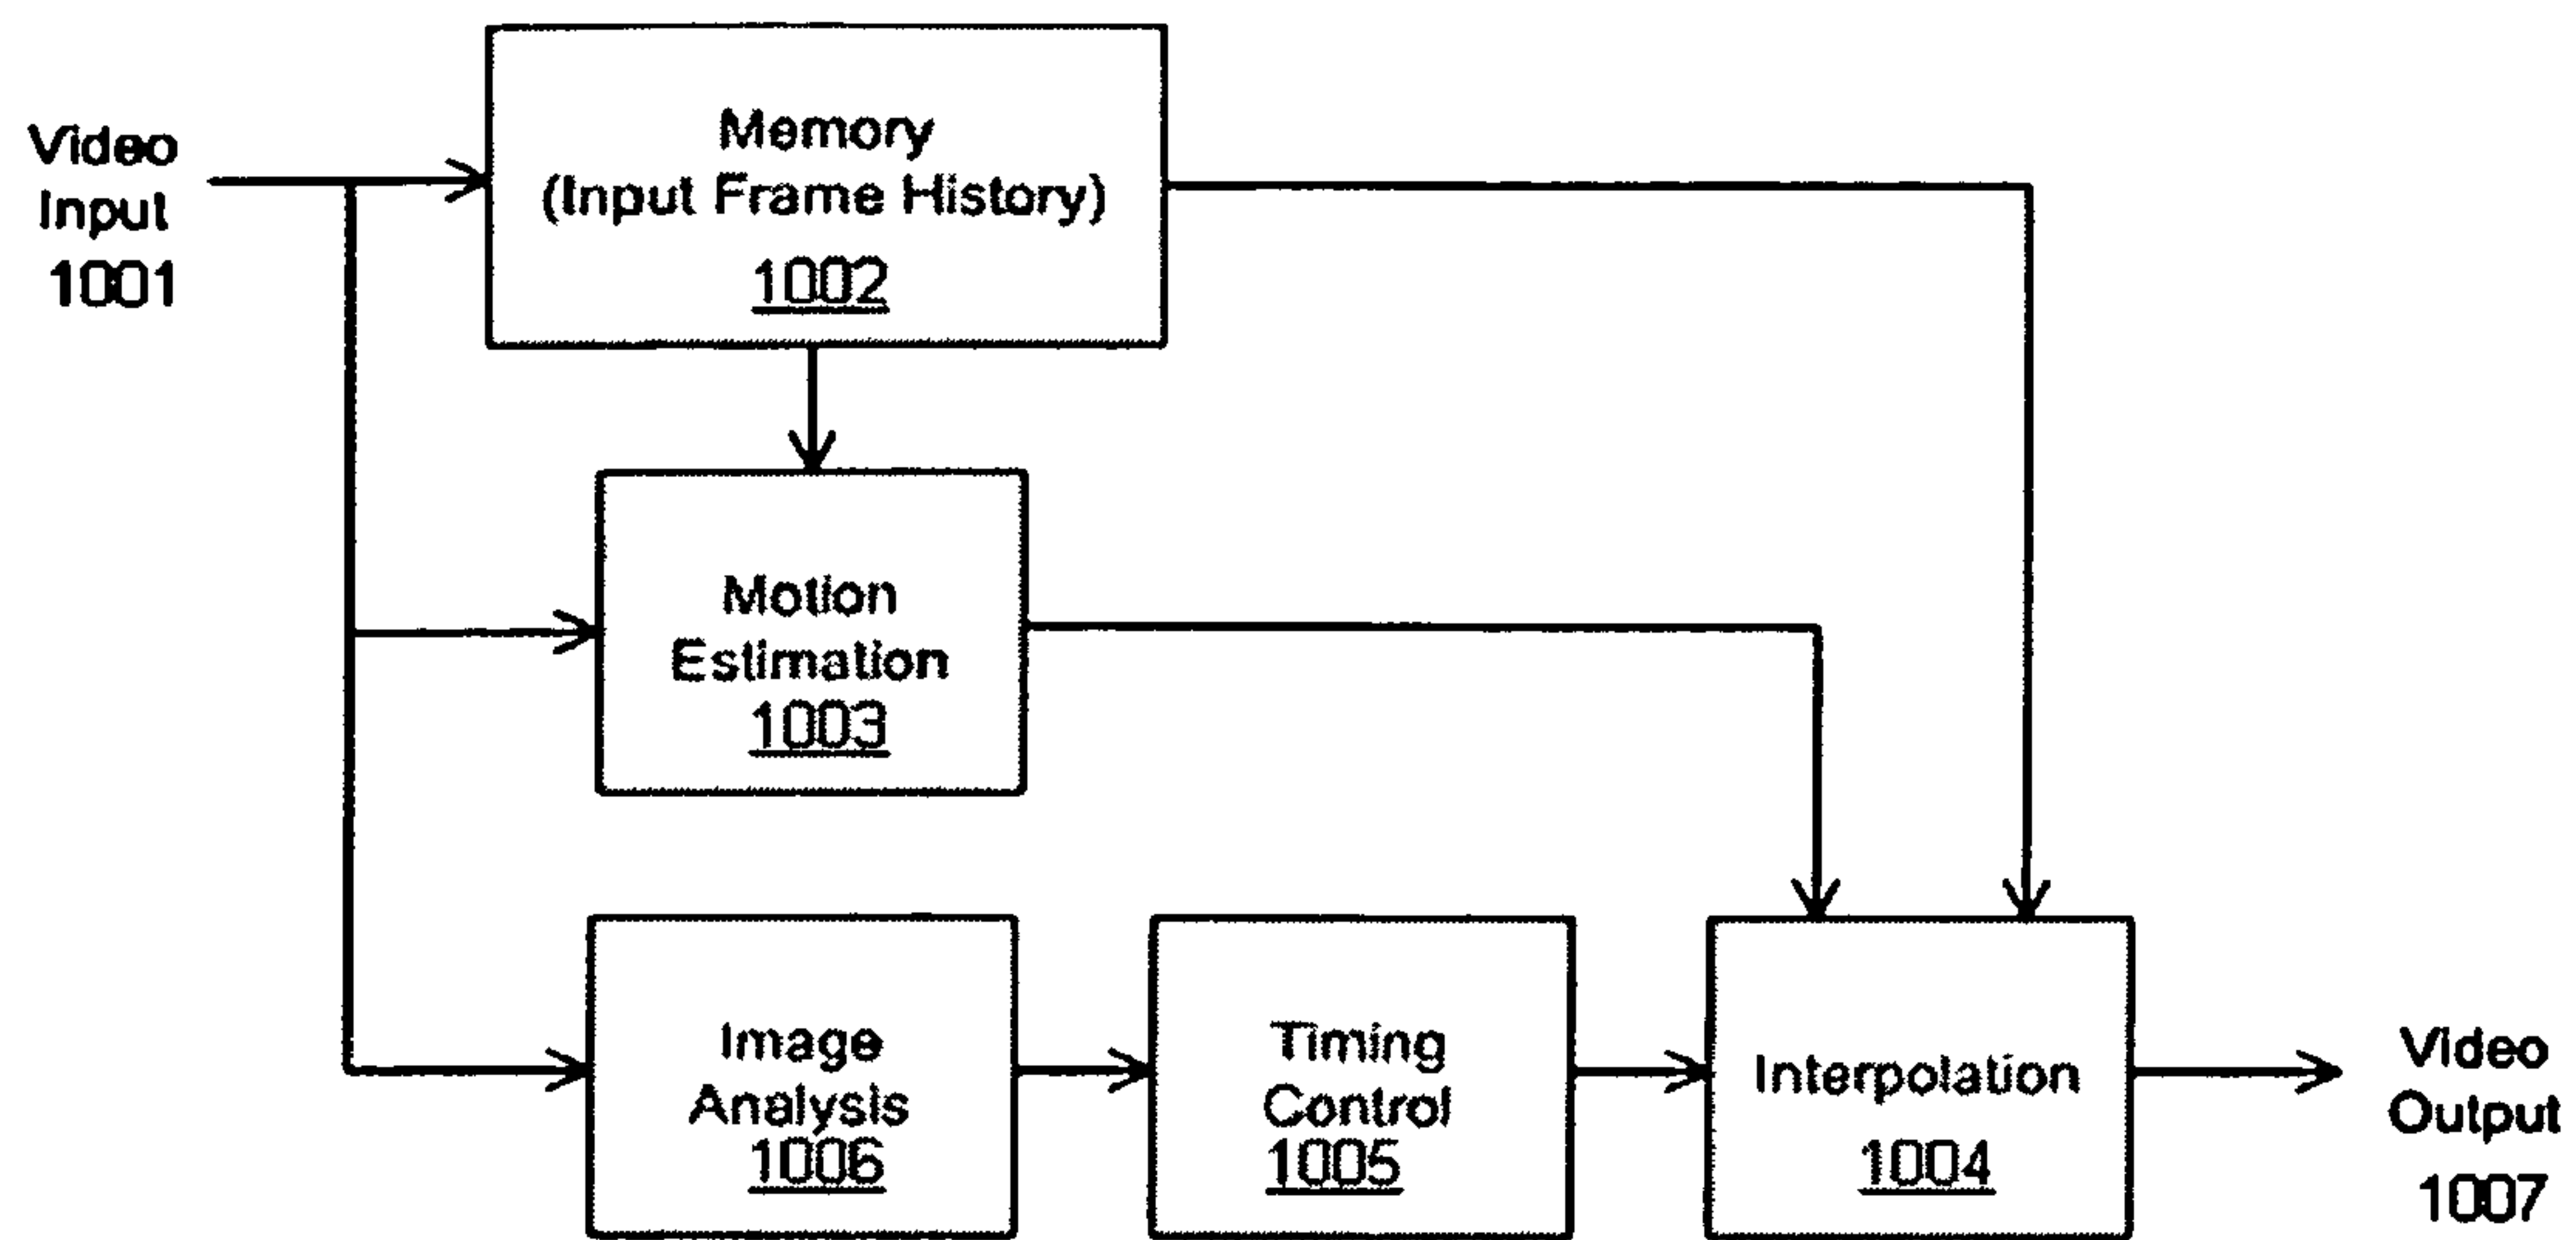 Video
Input
1001
Memory
(Input Frame History)
1002
Motion
Estimation
1003
Image
Analysis
1006
Timing
Control
1005
Interpolation
1004
Video
Output
1007